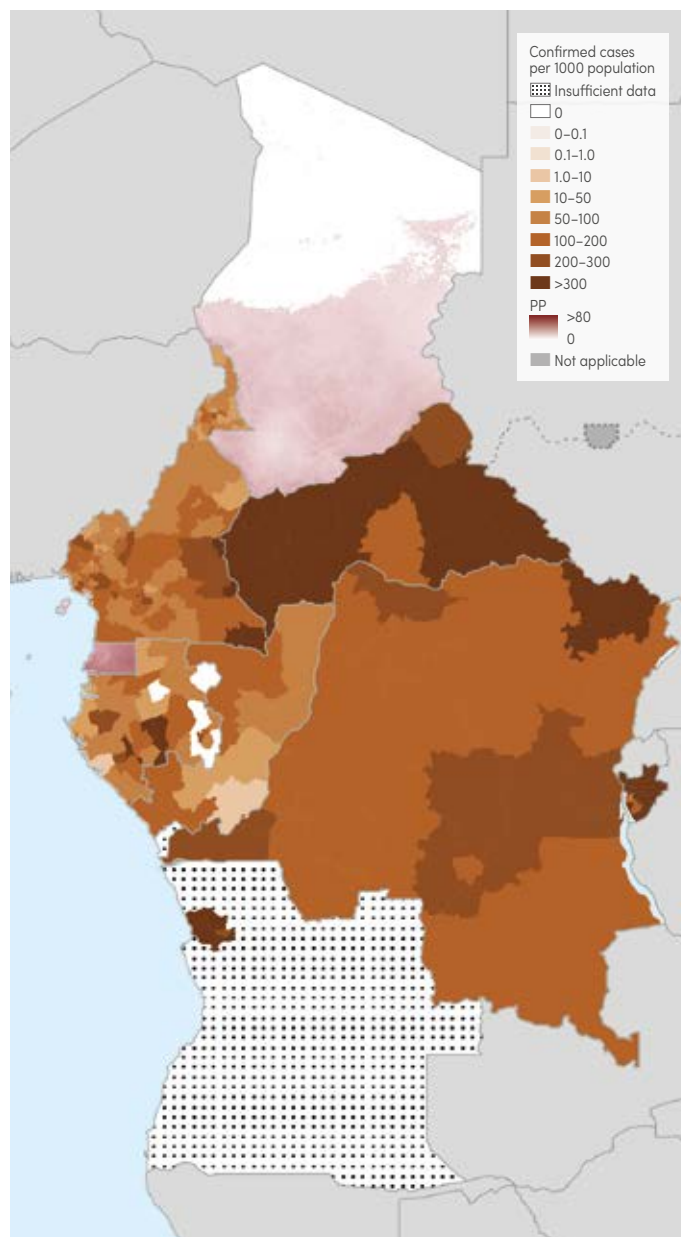 Confirmed cases
per 1000 population
Insufficient data
0
0–0.1
0.1–1.0
1.0–10
10–50
50–100
100–200
200–300
>300
PP
>80
0
Not applicable